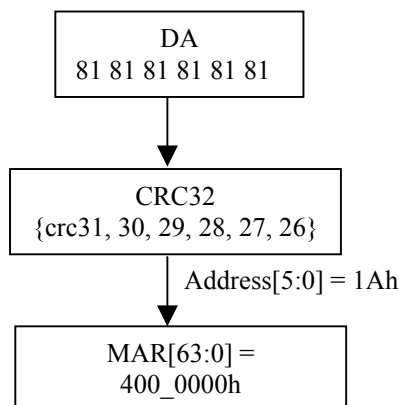 DA
81 81 81 81 81 81
CRC32
{crc31, 30, 29, 28, 27, 26}
Address[5:0] = 1Ah
MAR[63:0] =
400_0000h